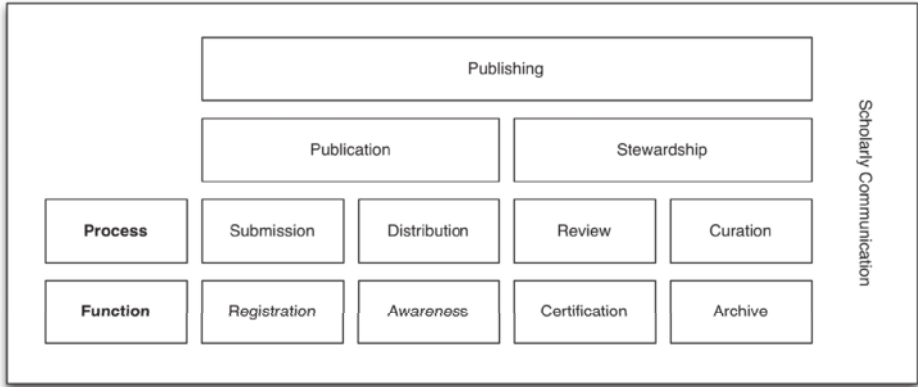 Publishing
Publication
Stewardship
Process
Submission
Distribution
Review
Curation
Function
Registration
Awareness
Certification
Archive
Scholarly Communication